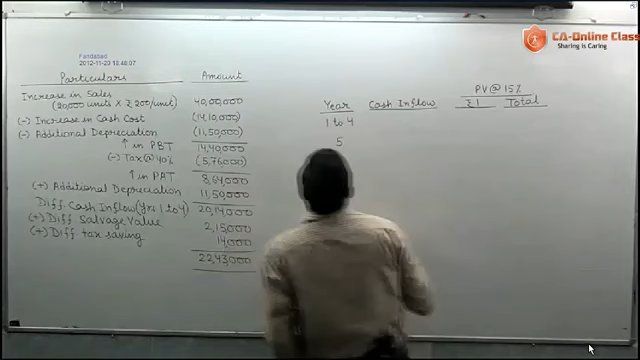 CA-Online Class
Sharing is Caring
Faridabad
2012-11-20 18:48:07
Particulars Amount
Increase in Sales
(20,000 units X ₹ 200/unit) 40,00,000
(-) Increase in Cash Cost (14,10,000)
(-) Additional Depreciation (11,50,000)
↑ in PBT 14,40,000
(-) Tax @ 40% (5,76,000)
↑ in PAT 8,64,000
(+) Additional Depreciation 11,50,000
Diff. Cash Inflow (Yrs 1 to 4) 20,14,000
(+) Diff Salvage Value 2,15,000
(+) Diff tax saving 14,000
22,43,000
PV @ 15%
Year Cash Inflow ₹1 Total
1 to 4
5